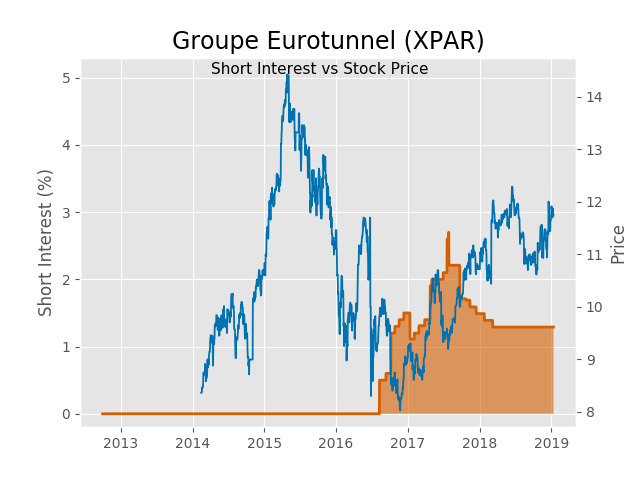 Groupe Eurotunnel (XPAR)
Short Interest vs Stock Price
Short Interest (%)
5
4
3
2
1
0
14
13
12
11
10
9
8
Price
2013 2014 2015 2016 2017 2018 2019